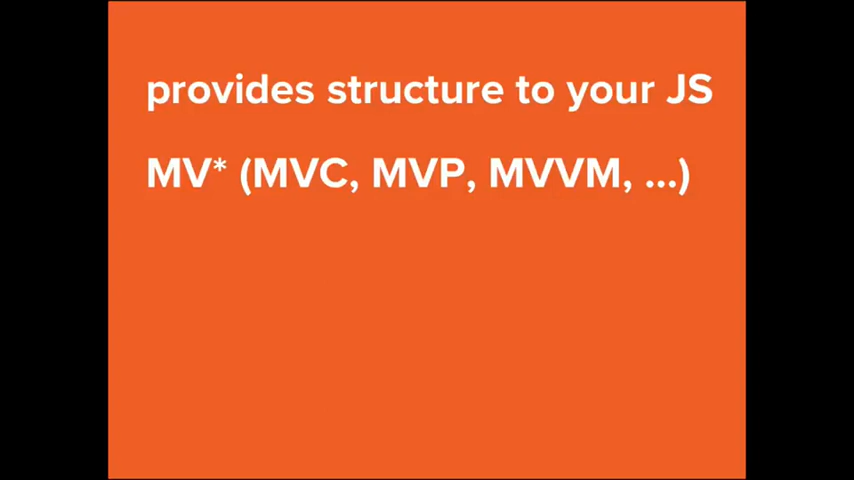 provides structure to your JS
MV* (MVC, MVP, MVVM, ...)